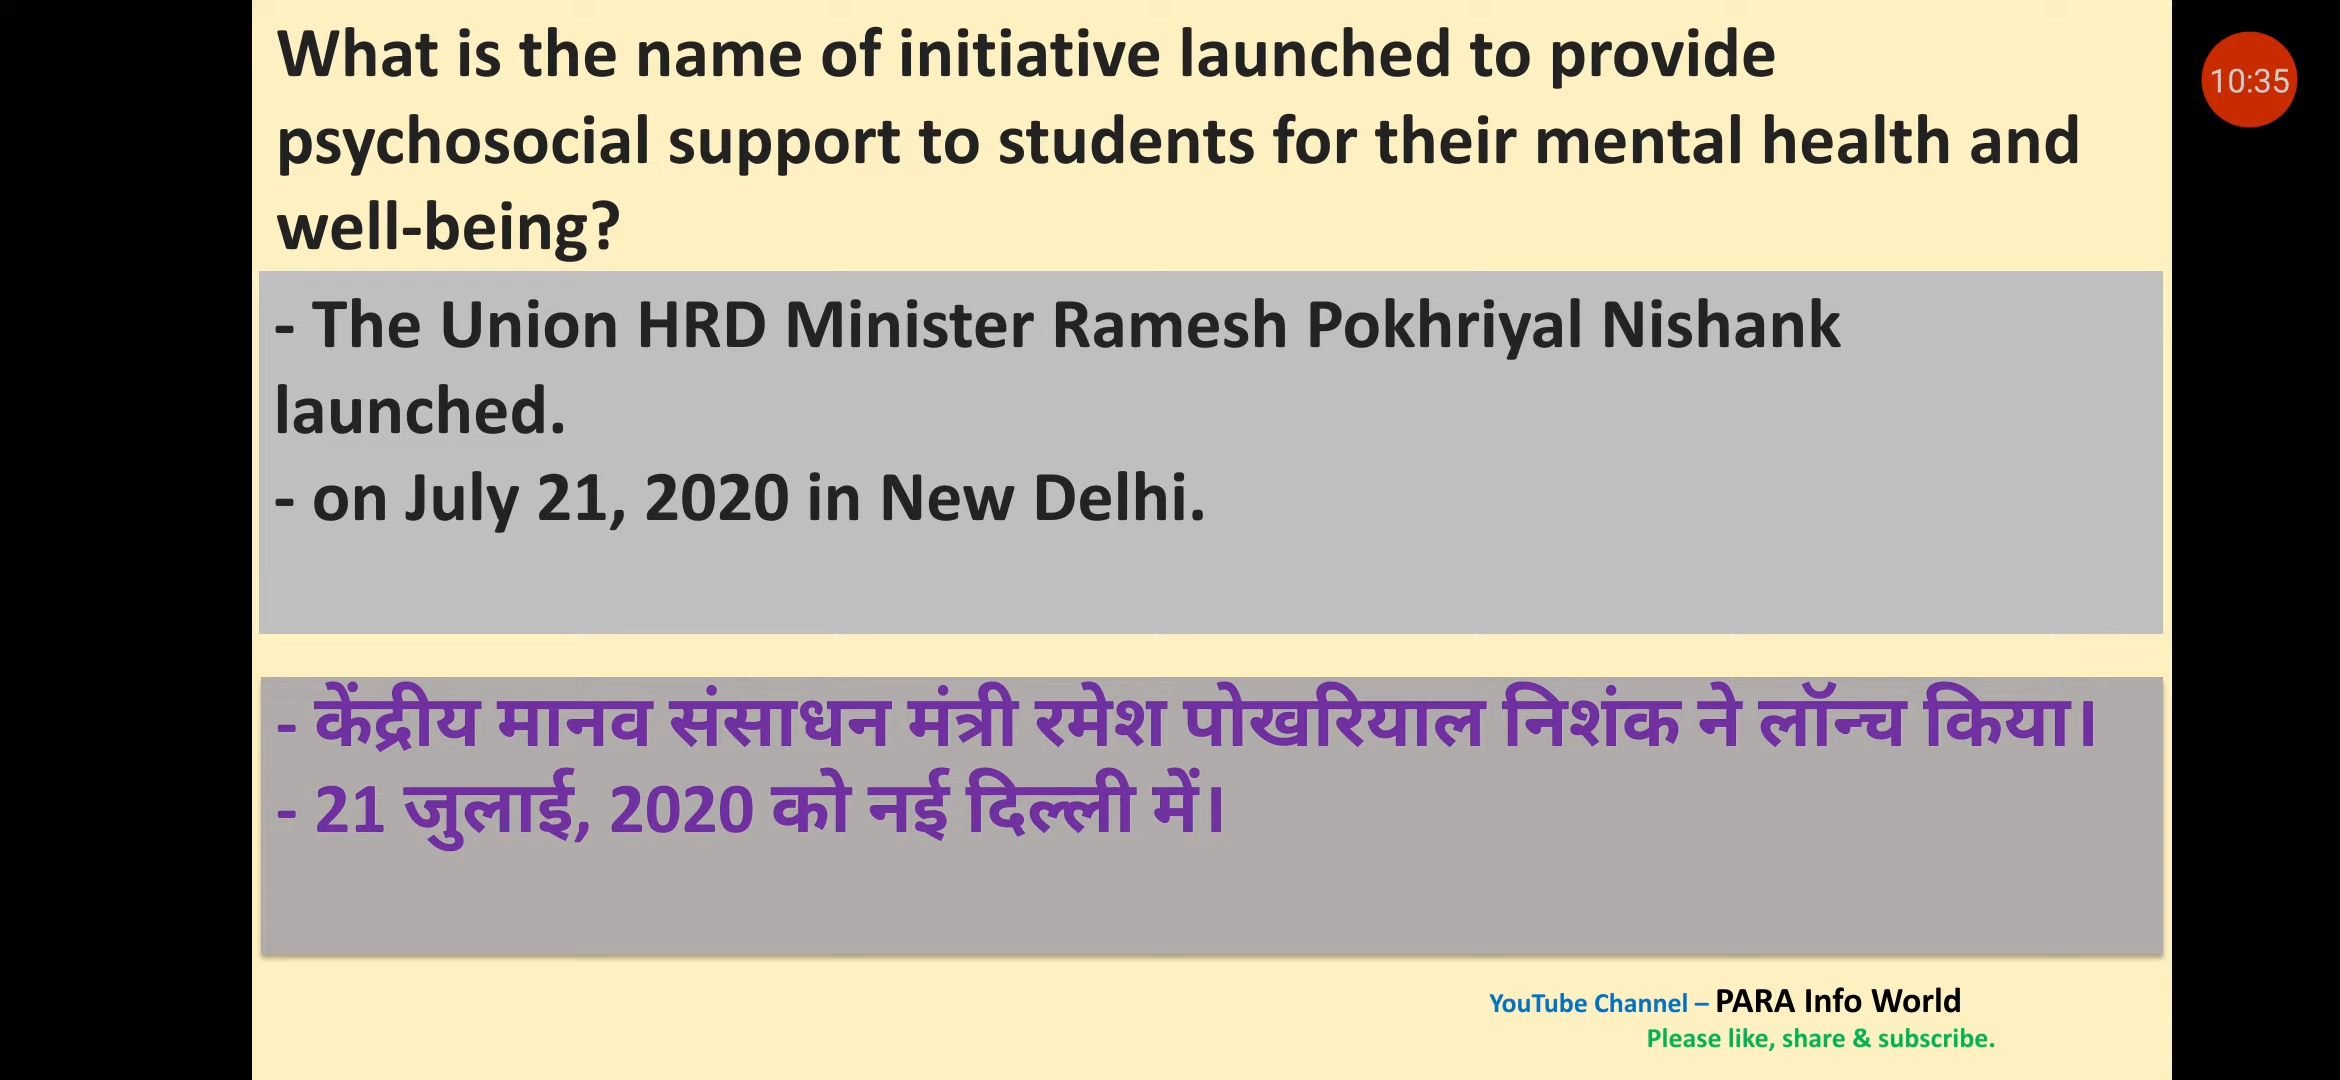 What is the name of initiative launched to provide
psychosocial support to students for their mental health and
well-being?
10:35
- The Union HRD Minister Ramesh Pokhriyal Nishank
launched.
- on July 21, 2020 in New Delhi.
- केंद्रीय मानव संसाधन मंत्री रमेश पोखरियाल निशंक ने लॉन्च किया।
- 21 जुलाई, 2020 को नई दिल्ली में।
YouTube Channel – PARA Info World
Please like, share & subscribe.